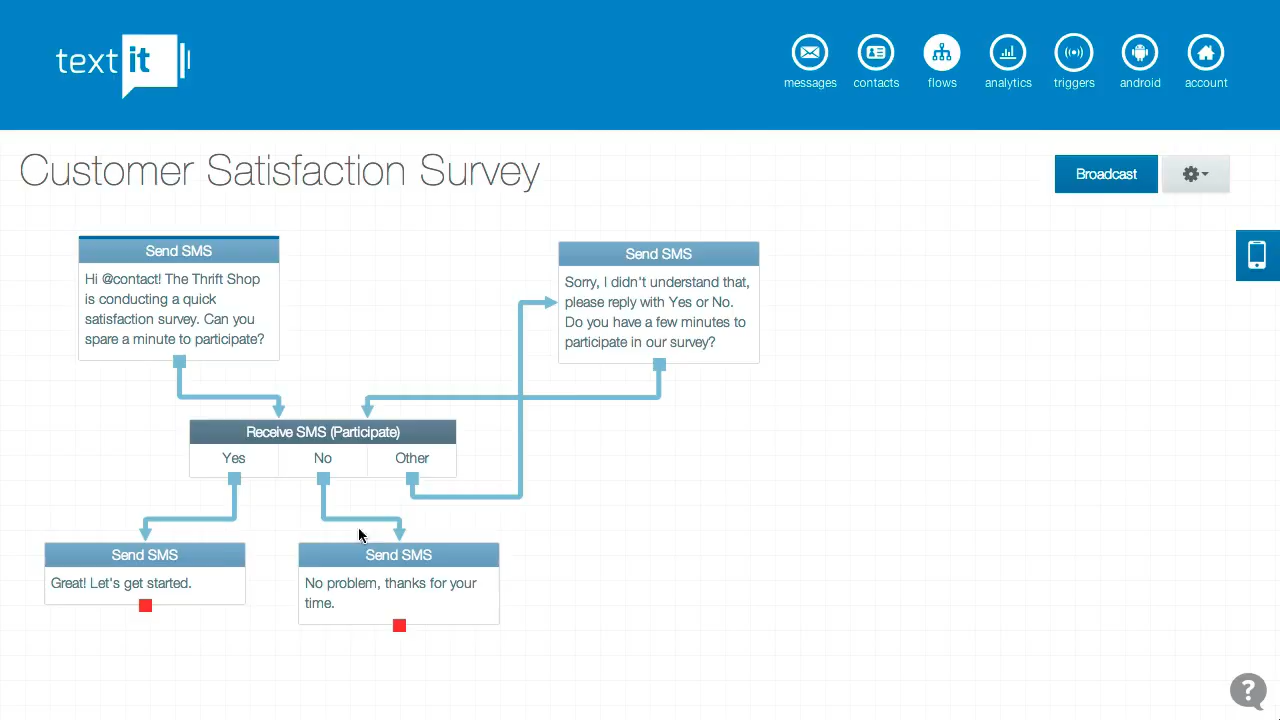 textit
messages
contacts
flows
analytics
triggers
android
account
Customer Satisfaction Survey
Broadcast
Send SMS
Hi @contact! The Thrift Shop
is conducting a quick
satisfaction survey. Can you
spare a minute to participate?
Send SMS
Sorry, I didn't understand that,
please reply with Yes or No.
Do you have a few minutes to
participate in our survey?
Receive SMS (Participate)
Yes
No
Other
Send SMS
Great! Let's get started.
Send SMS
No problem, thanks for your
time.
?